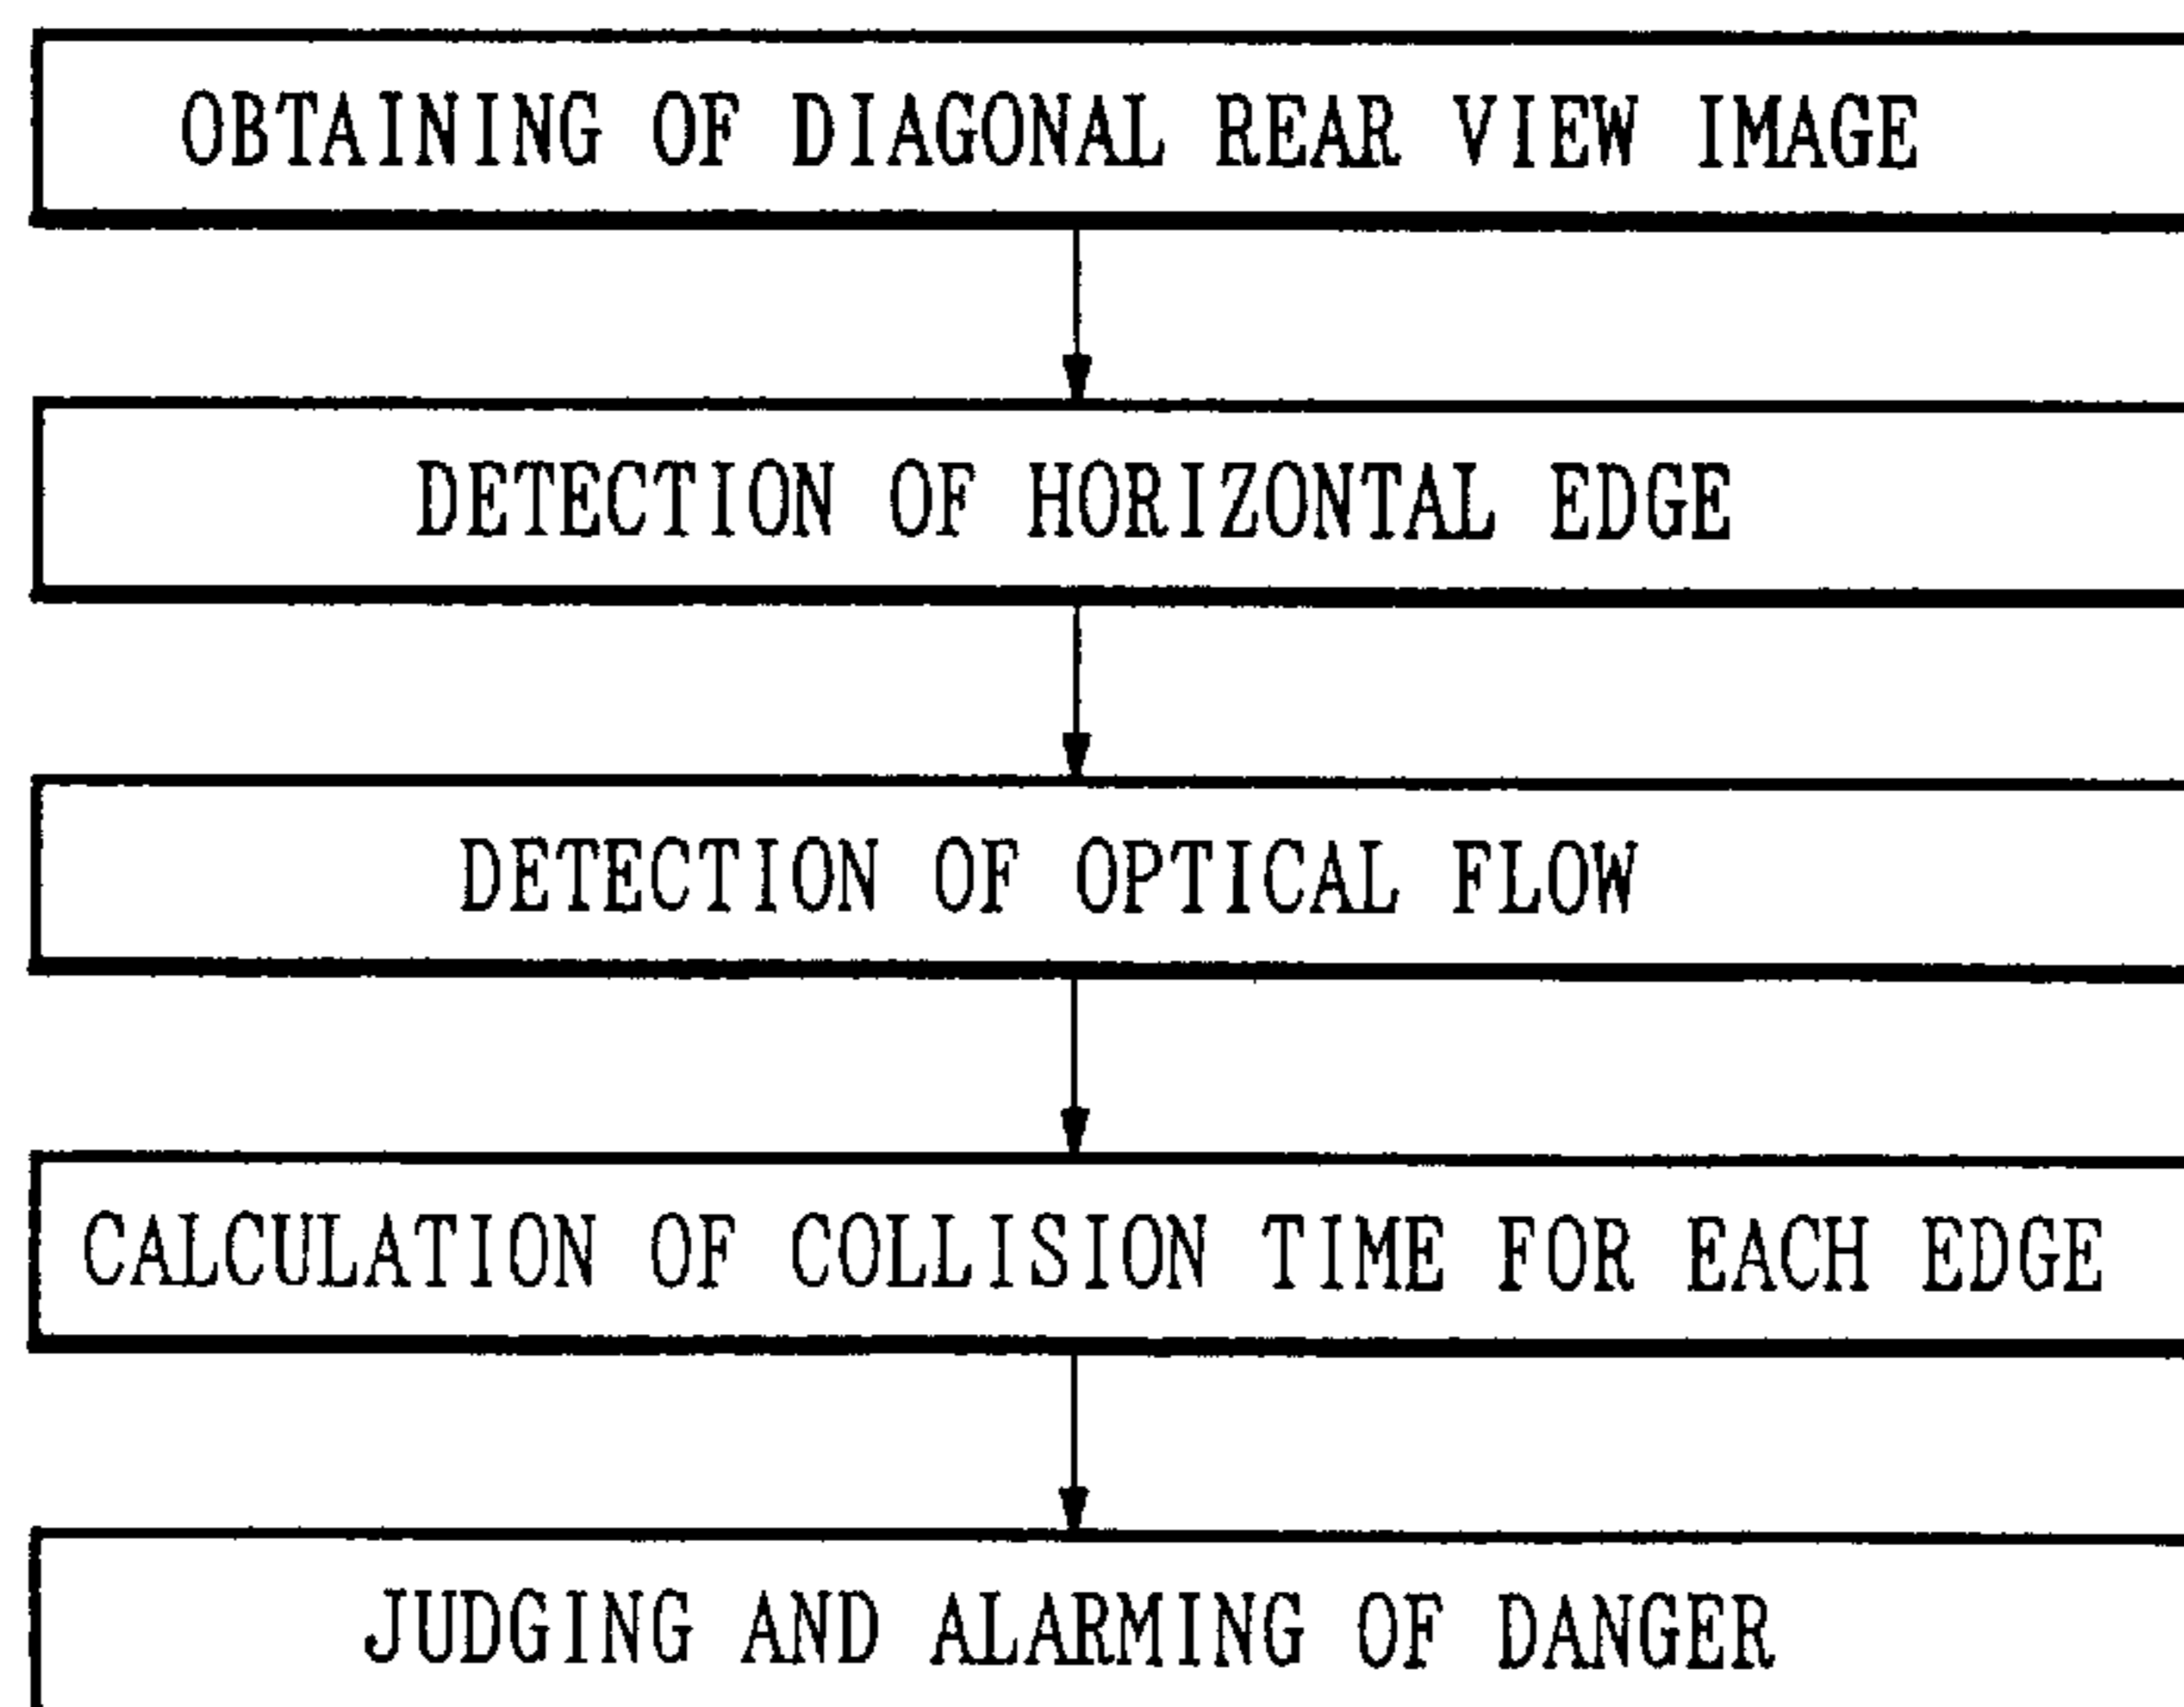 OBTAINING OF DIAGONAL REAR VIEW IMAGE
DETECTION OF HORIZONTAL EDGE
DETECTION OF OPTICAL FLOW
CALCULATION OF COLLISION TIME FOR EACH EDGE
JUDGING AND ALARMING OF DANGER